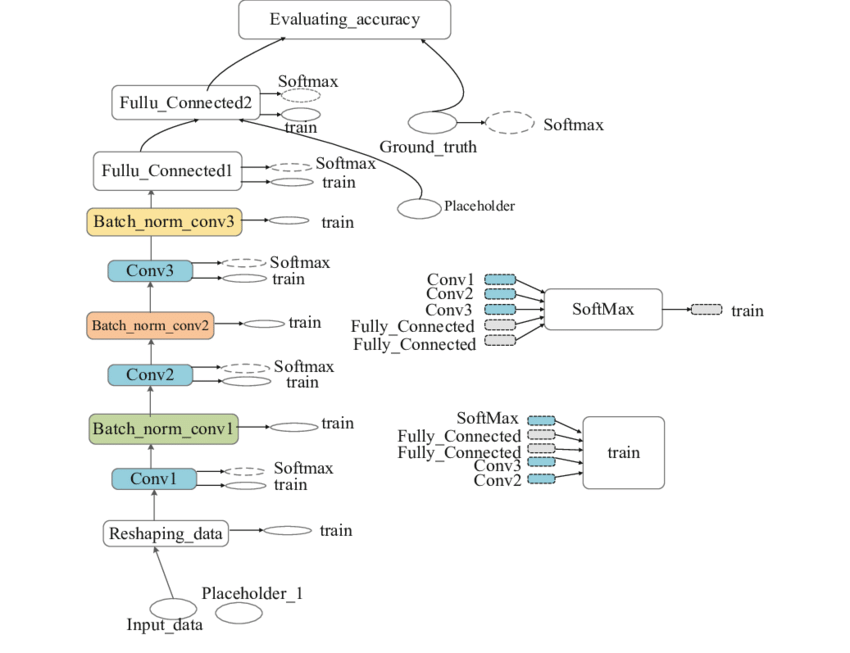 Evaluating_accuracy
Softmax
Fullu_Connected2
train
Softmax
Ground_truth
Fullu_Connected1
Softmax
train
Placeholder
Batch_norm_conv3
train
Conv3
Softmax
train
Batch_norm_conv2
train
Conv2
Softmax
train
Batch_norm_conv1
train
Conv1
Softmax
train
Reshaping_data
train
Placeholder_1
Input_data
Conv1
Conv2
Conv3
Fully_Connected
Fully_Connected
SoftMax
train
SoftMax
Fully_Connected
Fully_Connected
Conv3
Conv2
train